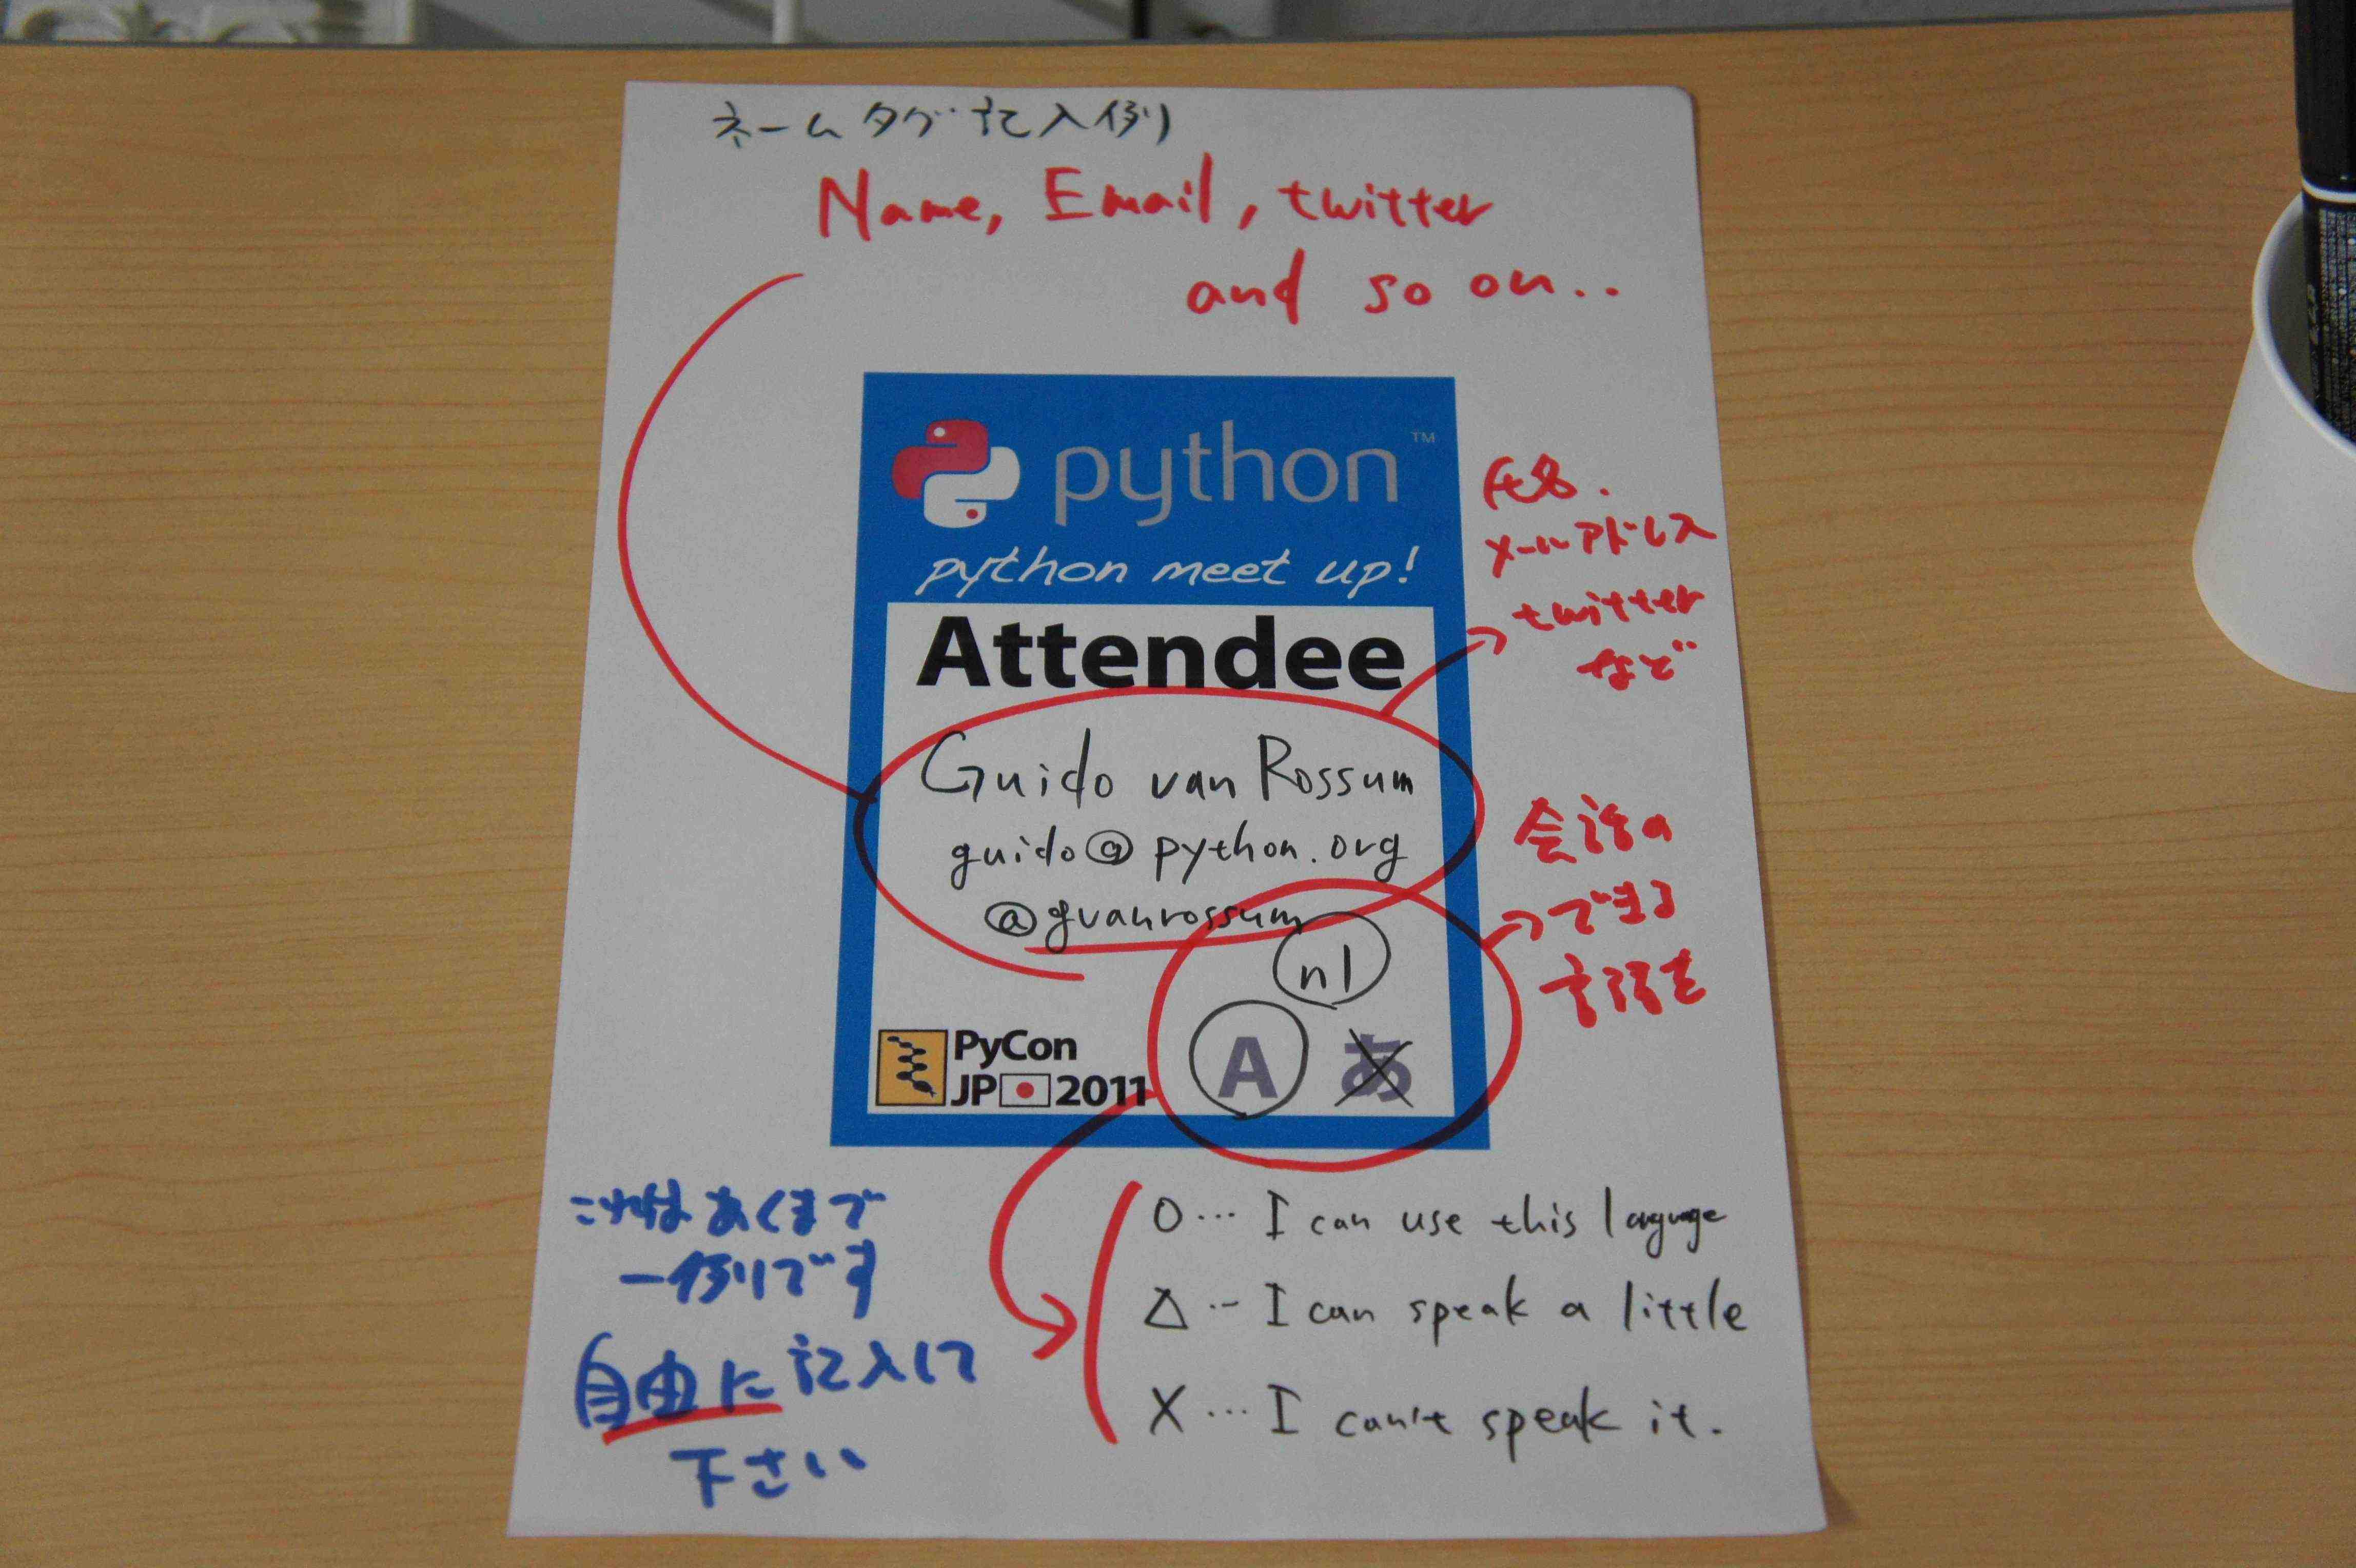 ネームタグ記入例
Name, Email, twitter
and so on..
python™
python meet up!
Attendee
Guido van Rossum
guido@python.org
@gvanrossum
nl
A あ
PyCon
JP 2011
氏名.
メールアドレス
twitter
など
会話の
できる
言語を
O… I can use this language
△… I can speak a little
X… I can't speak it.
これはあくまで
一例です
自由に記入して
下さい